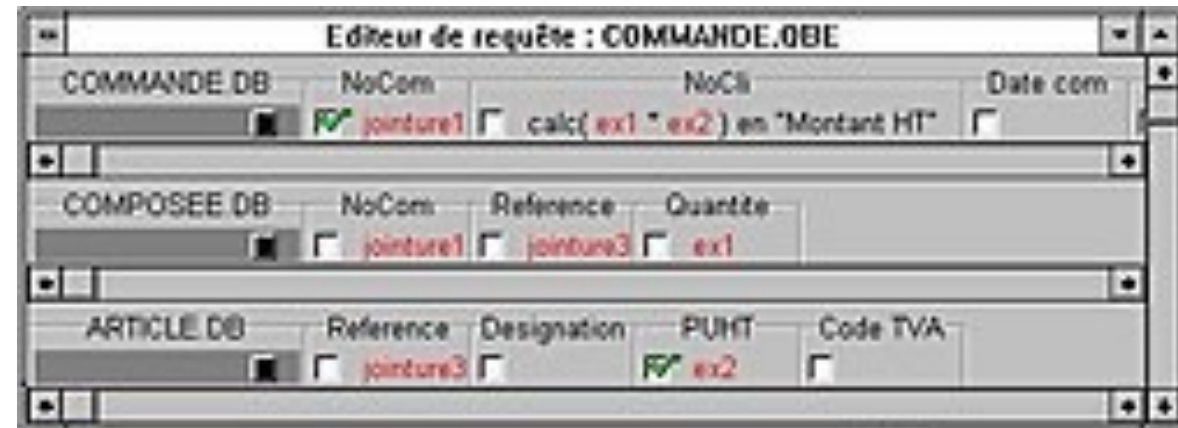 Editeur de requête : COMMANDE.QBE
COMMANDE.DB NoCom NoCli Date com
jointure1 calc( ex1 * ex2 ) en "Montant HT"
COMPOSEE.DB NoCom Reference Quantite
jointure1 jointure3 ex1
ARTICLE.DB Reference Designation PUHT Code TVA
jointure3 ex2